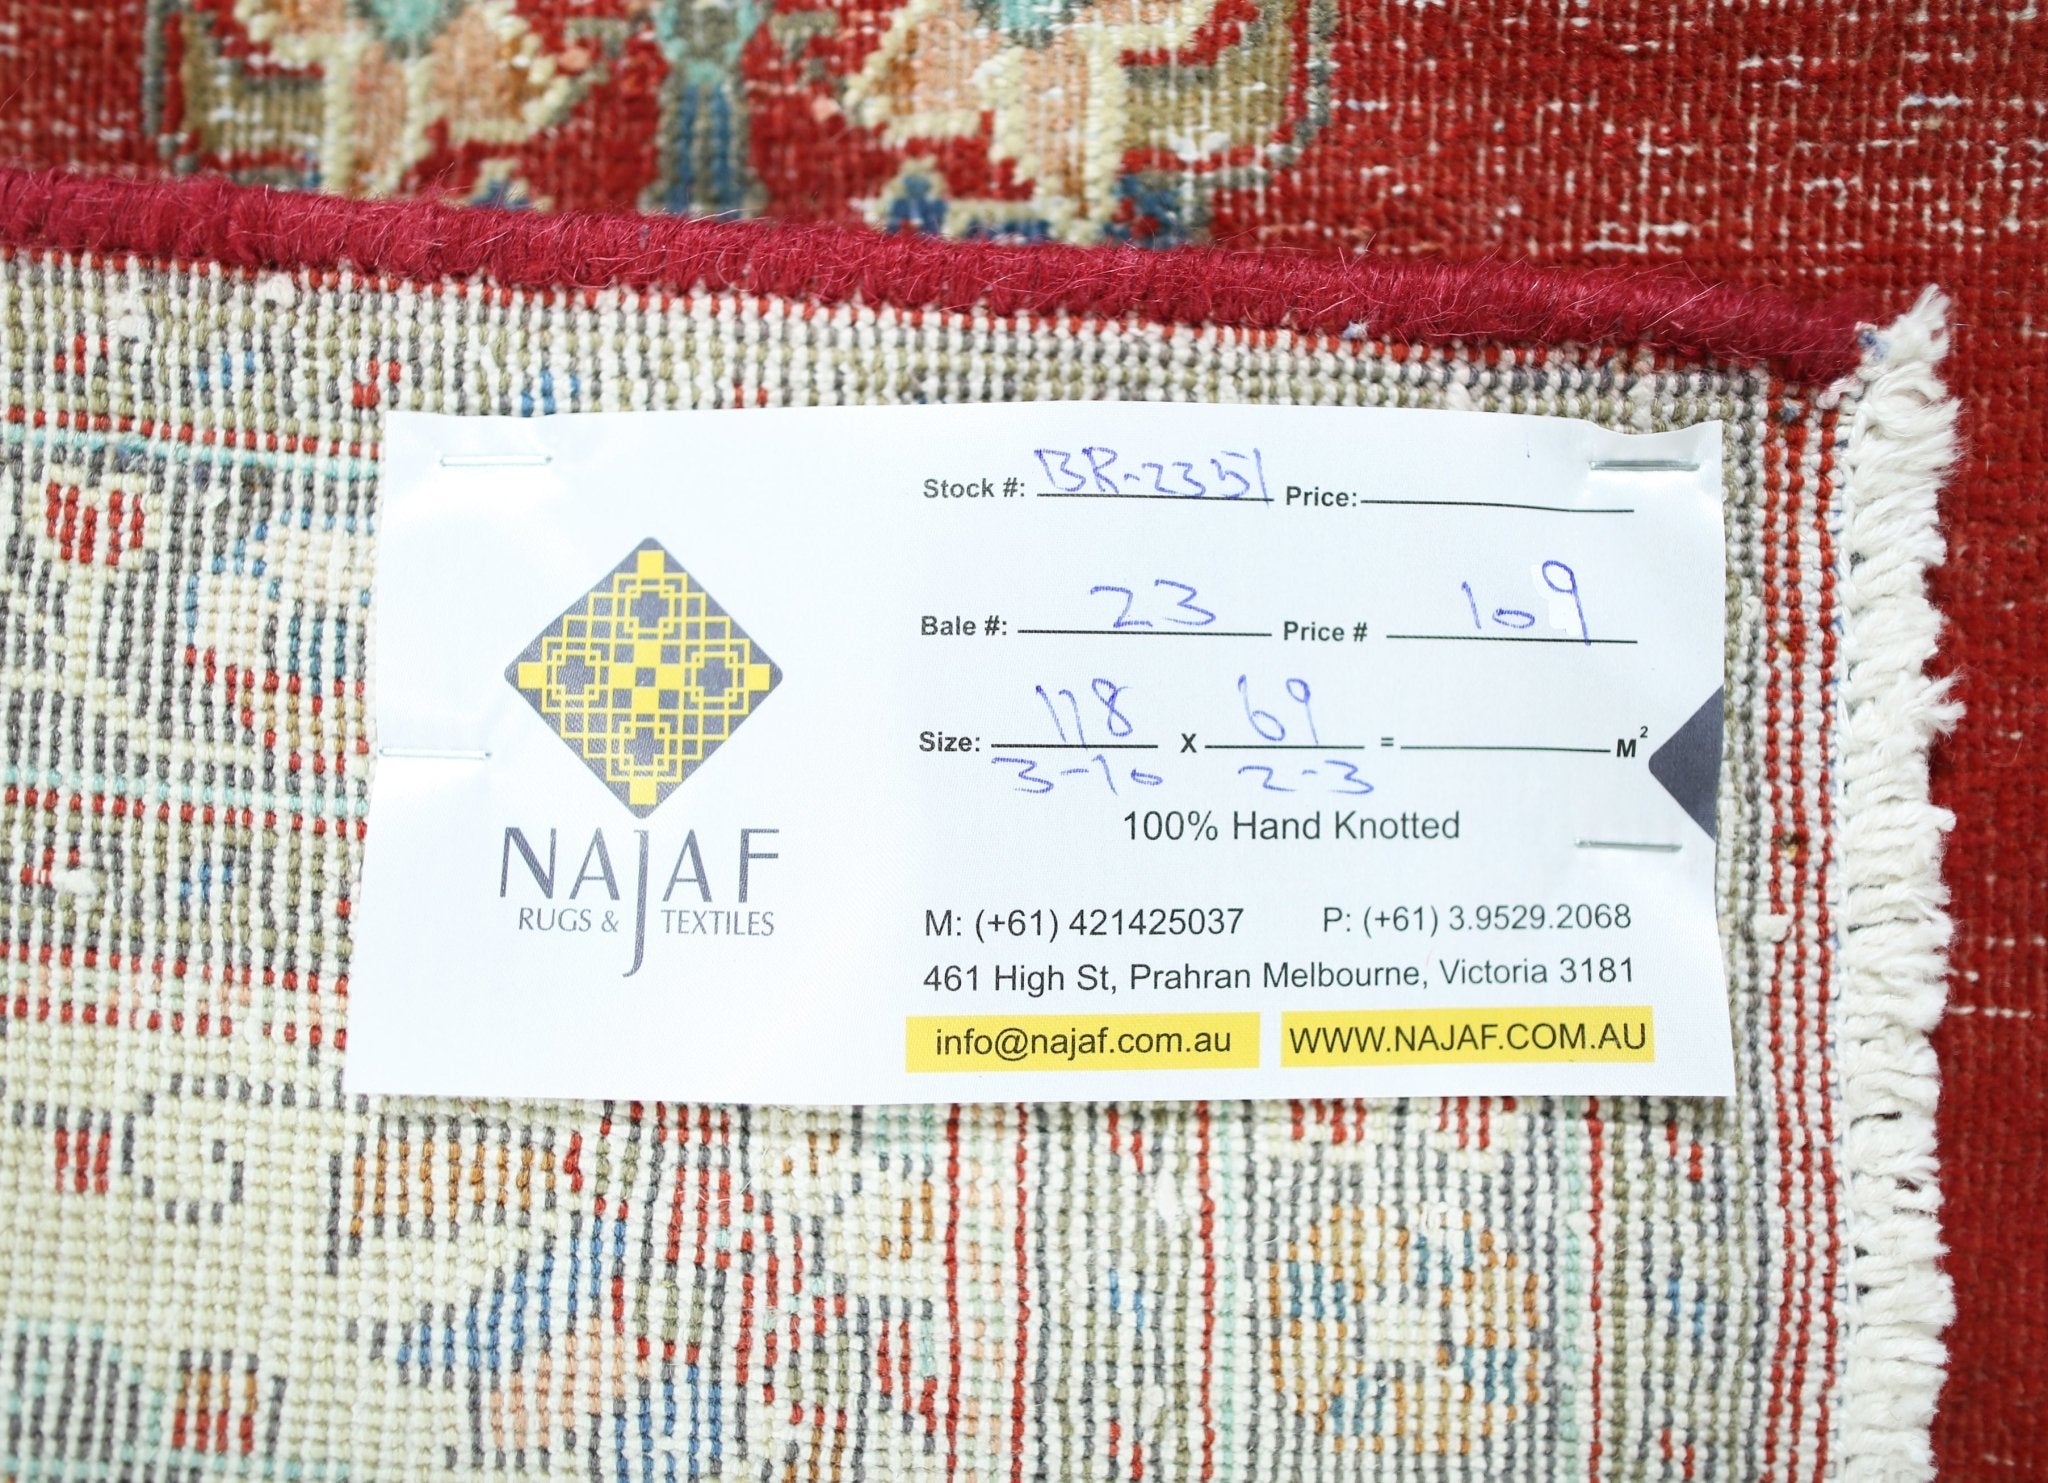 NAJAF
RUGS & TEXTILES
Stock #: BR-2351 Price:
Bale #: 23 Price # 109
Size: 118 X 69 = M²
3-10 2-3
100% Hand Knotted
M: (+61) 421425037 P: (+61) 3.9529.2068
461 High St, Prahran Melbourne, Victoria 3181
info@najaf.com.au WWW.NAJAF.COM.AU